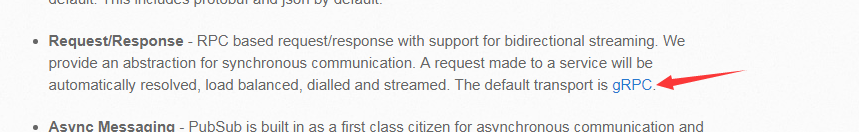 default. This includes protobuf and json by default.
Request/Response - RPC based request/response with support for bidirectional streaming. We
provide an abstraction for synchronous communication. A request made to a service will be
automatically resolved, load balanced, dialled and streamed. The default transport is gRPC.
Async Messaging - PubSub is built in as a first class citizen for asynchronous communication and